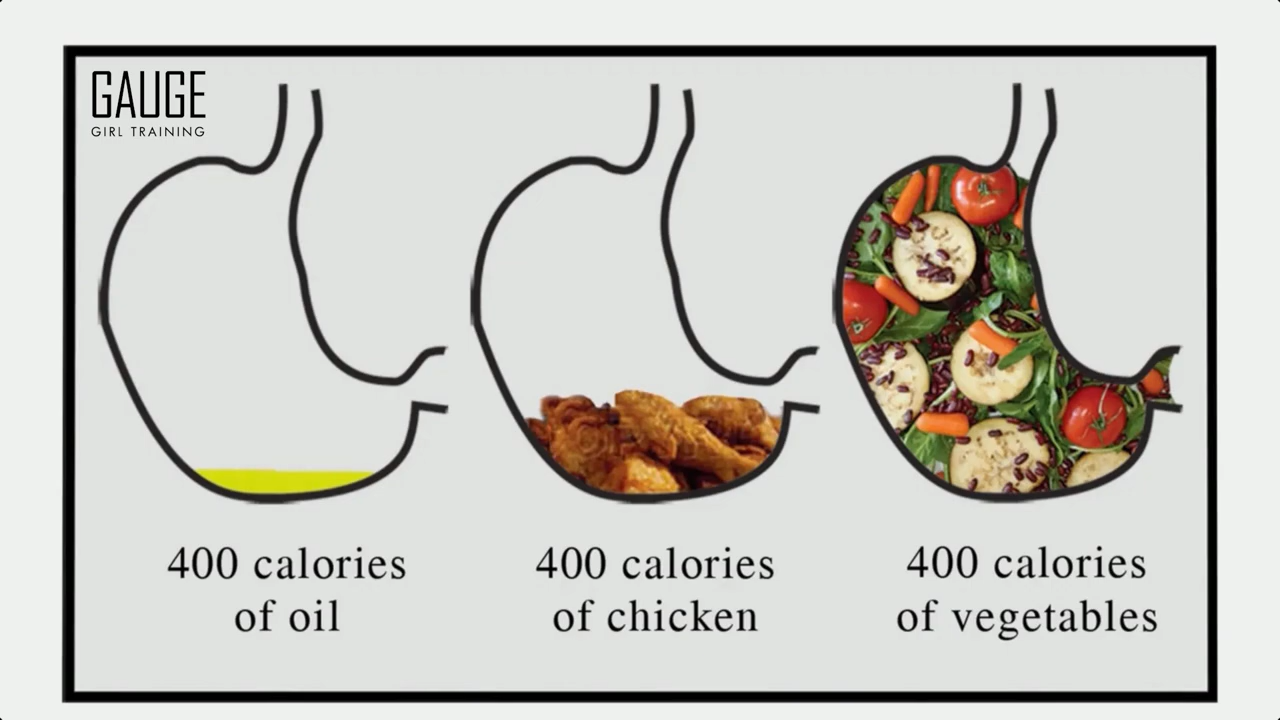 GAUGE
GIRL TRAINING
400 calories
of oil
400 calories
of chicken
400 calories
of vegetables